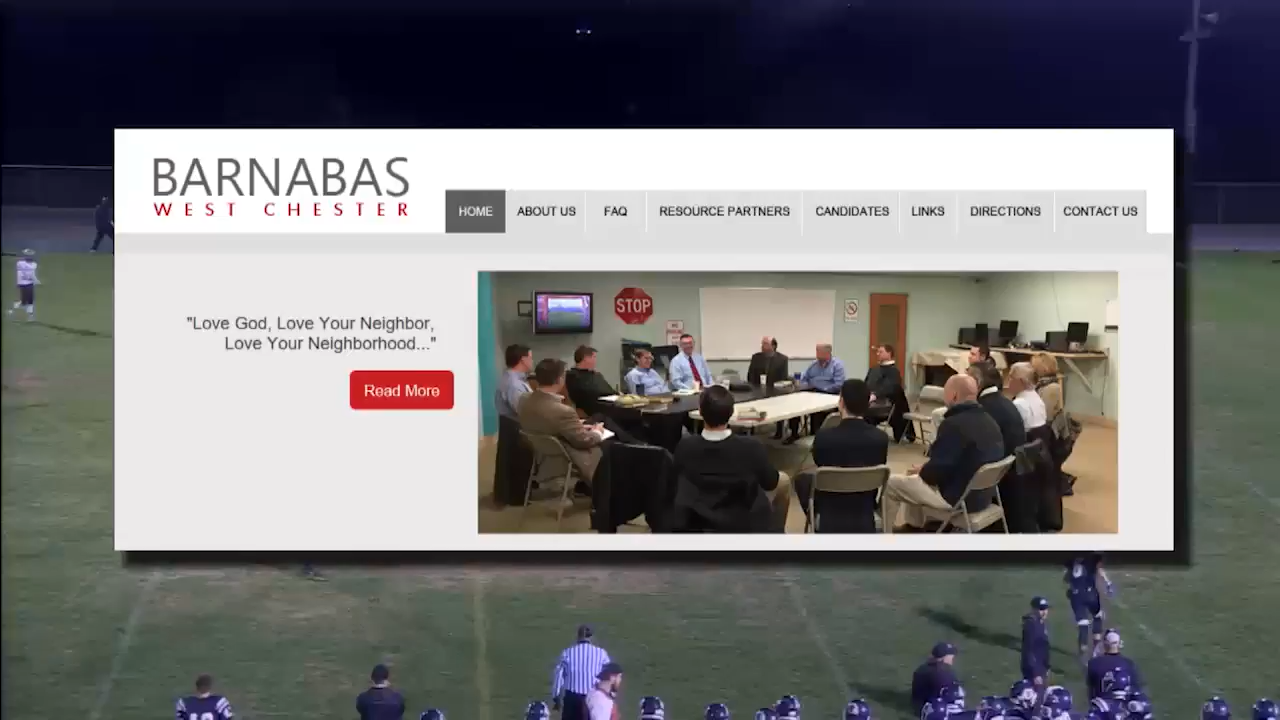 BARNABAS
WEST CHESTER
HOME ABOUT US FAQ RESOURCE PARTNERS CANDIDATES LINKS DIRECTIONS CONTACT US
"Love God, Love Your Neighbor,
Love Your Neighborhood..."
Read More
STOP